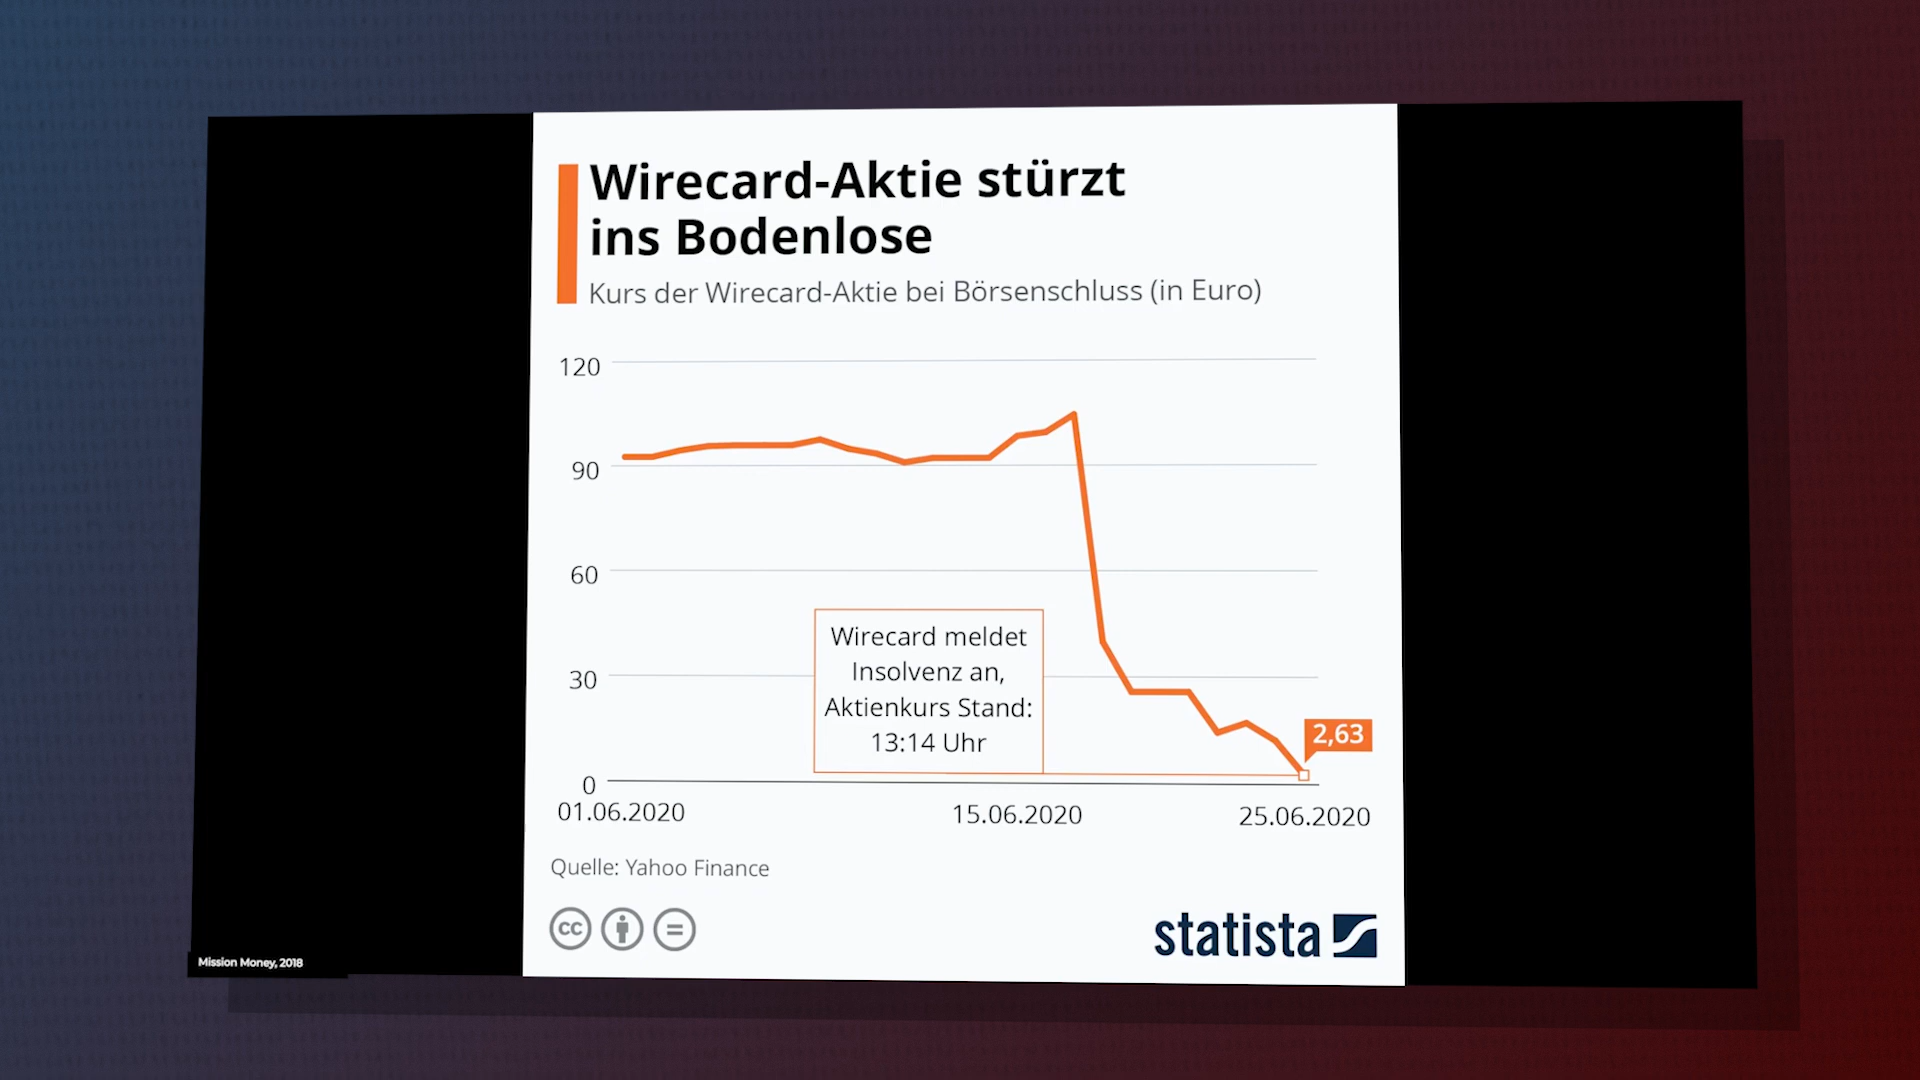 Wirecard-Aktie stürzt
ins Bodenlose
Kurs der Wirecard-Aktie bei Börsenschluss (in Euro)
120
90
60
30
0
Wirecard meldet
Insolvenz an,
Aktienkurs Stand:
13:14 Uhr
2,63
01.06.2020
15.06.2020
25.06.2020
Quelle: Yahoo Finance
cc
=
statista
Mission Money, 2018